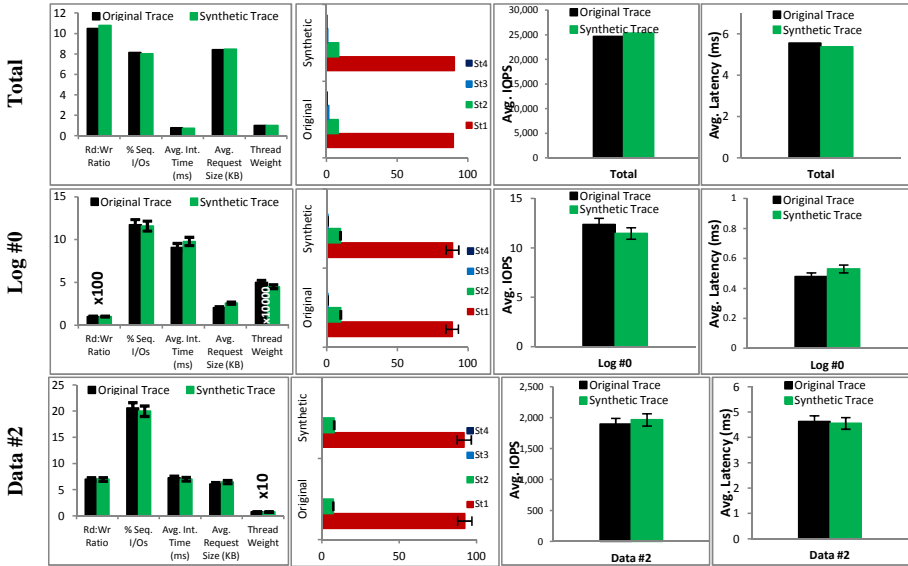 Total
Original Trace Synthetic Trace
12
10
8
6
4
2
0
Rd:Wr Ratio
% Seq. I/Os
Avg. Int. Time (ms)
Avg. Request Size (KB)
Thread Weight
Synthetic
Original
St4
St3
St2
St1
0 50 100
Avg. IOPS
30,000
25,000
20,000
15,000
10,000
5,000
0
Original Trace
Synthetic Trace
Total
Avg. Latency (ms)
6
4
2
0
Original Trace
Synthetic Trace
Total
Log #0
Original Trace Synthetic Trace
15
10
5
0
x100
x10000
Rd:Wr Ratio
% Seq. I/Os
Avg. Int. Time (ms)
Avg. Request Size (KB)
Thread Weight
Synthetic
Original
St4
St3
St2
St1
0 50 100
Avg. IOPS
15
10
5
0
Original Trace
Synthetic Trace
Log #0
Avg. Latency (ms)
1
0.8
0.6
0.4
0.2
0
Original Trace
Synthetic Trace
Log #0
Data #2
Original Trace Synthetic Trace
25
20
15
10
5
0
x10
Rd:Wr Ratio
% Seq. I/Os
Avg. Int. Time (ms)
Avg. Request Size (KB)
Thread Weight
Synthetic
Original
St4
St3
St2
St1
0 50 100
Avg. IOPS
2,500
2,000
1,500
1,000
500
0
Original Trace
Synthetic Trace
Data #2
Avg. Latency (ms)
6
5
4
3
2
1
0
Original Trace
Synthetic Trace
Data #2